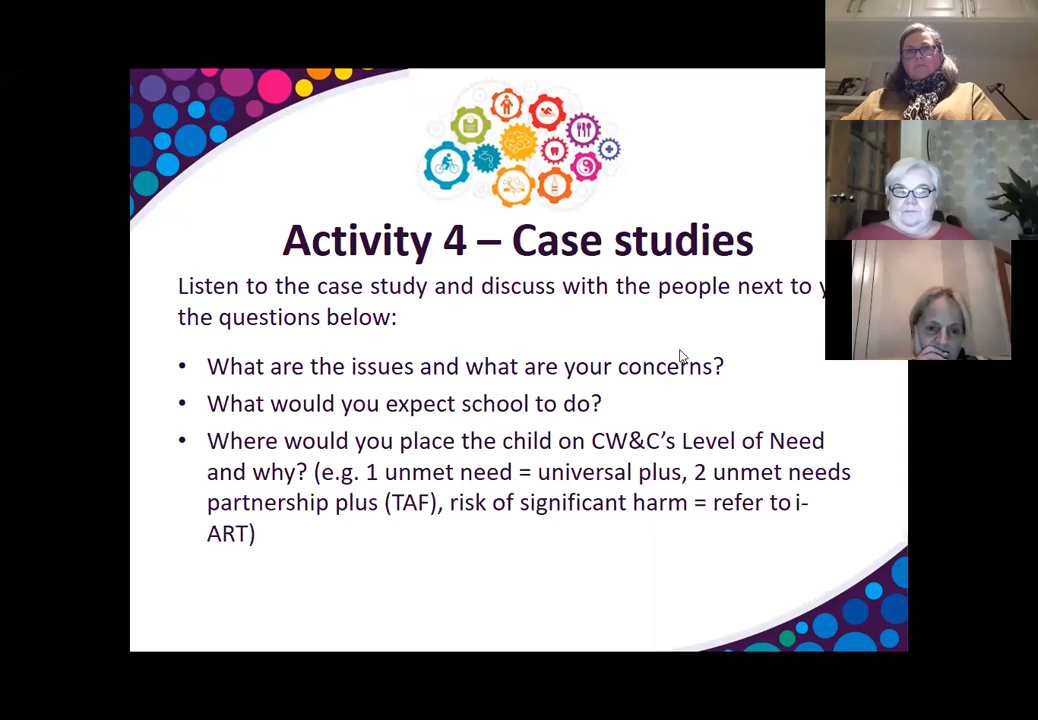 Activity 4 – Case studies
Listen to the case study and discuss with the people next to
the questions below:
• What are the issues and what are your concerns?
• What would you expect school to do?
• Where would you place the child on CW&C’s Level of Need
and why? (e.g. 1 unmet need = universal plus, 2 unmet needs
partnership plus (TAF), risk of significant harm = refer to i-
ART)